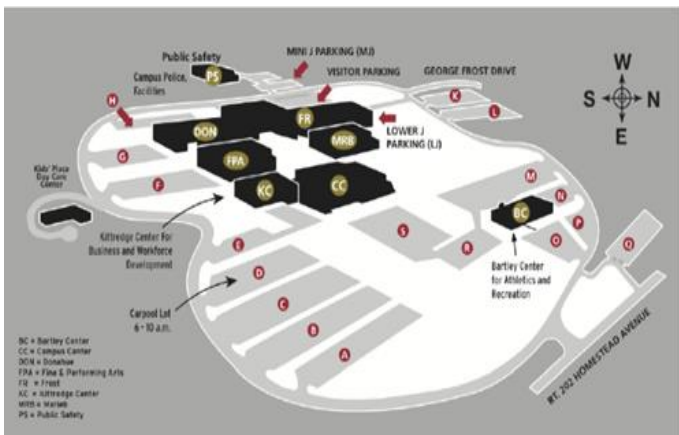 MINI J PARKING (MJ)
Public Safety
VISITOR PARKING
GEORGE FROST DRIVE
Campus Police,
Facilities
PS
W
S
N
E
H
K
L
FR
DON
MRB
LOWER J
PARKING (LJ)
G
FPA
F
KC
CC
M
N
BC
P
O
Q
Kids' Place
Day Care
Center
Kittredge Center For
Business and Workforce
Development
E
S
R
D
C
B
A
Bartley Center
for Athletics and
Recreation
Carpool Lot
6 - 10 a.m.
RT. 202 HOMESTEAD AVENUE
BC = Bartley Center
CC = Campus Center
DON = Donahue
FPA = Fine & Performing Arts
FR = Frost
KC = Kittredge Center
MRB = Marieb
PS = Public Safety